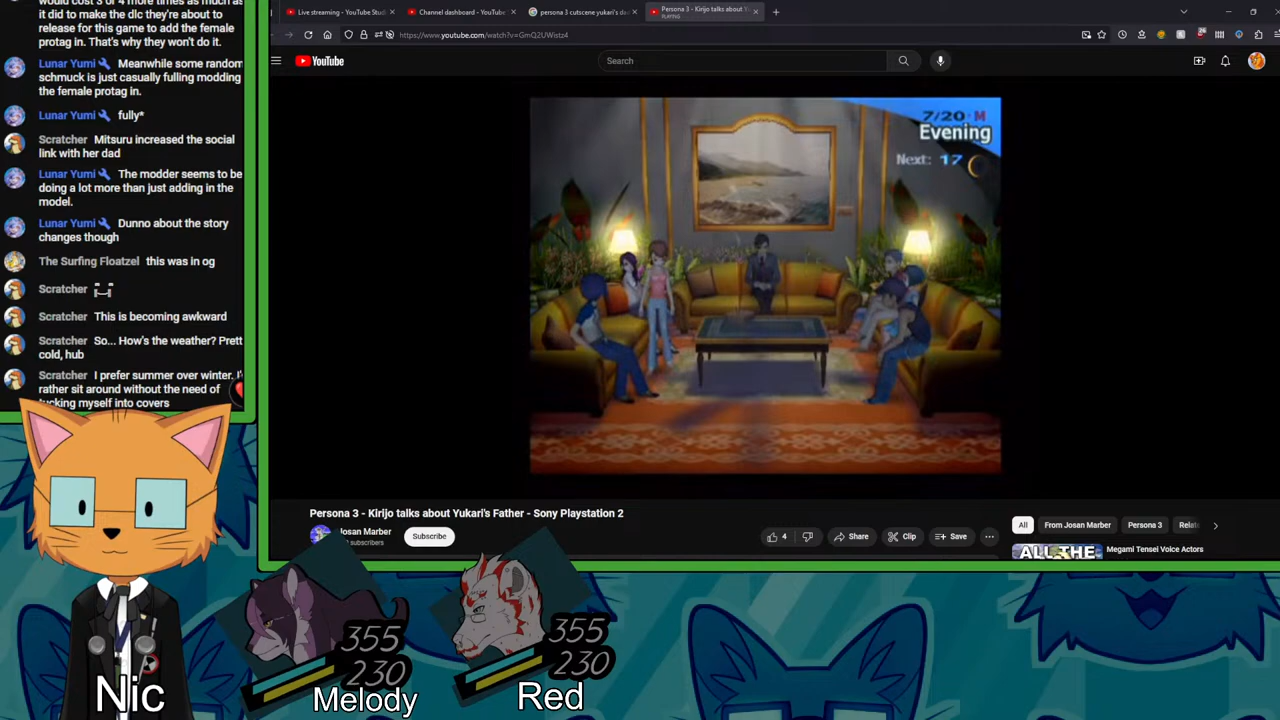 would cost 3 or 4 more times as much as
it did to make the dlc they're about to
release for this game to add the female
protag in. That's why they won't do it.
Lunar Yumi Meanwhile some random
schmuck is just casually fulling modding
the female protag in.
Lunar Yumi fully*
Scratcher Mitsuru increased the social
link with her dad
Lunar Yumi The modder seems to be
doing a lot more than just adding in the
model.
Lunar Yumi Dunno about the story
changes though
The Surfing Floatzel this was in og
Scratcher
Scratcher This is becoming awkward
Scratcher So... How's the weather? Prett
cold, huh
Scratcher I prefer summer over winter. I'
rather sit around without the need of
tucking myself into covers
Live streaming - YouTube Stud
Channel dashboard - YouTube
persona 3 cutscene yukari's da
Persona 3 - Kirijo talks about Y
PLAYING
https://www.youtube.com/watch?v=GmQ2UWistz4
YouTube
Search
7/20 M
Evening
Next: 17
Persona 3 - Kirijo talks about Yukari's Father - Sony Playstation 2
Josan Marber
subscribers
Subscribe
4
Share
Clip
Save
All
From Josan Marber
Persona 3
Relat
ALL THE
Megami Tensei Voice Actors
355
230
355
230
Nic
Melody
Red